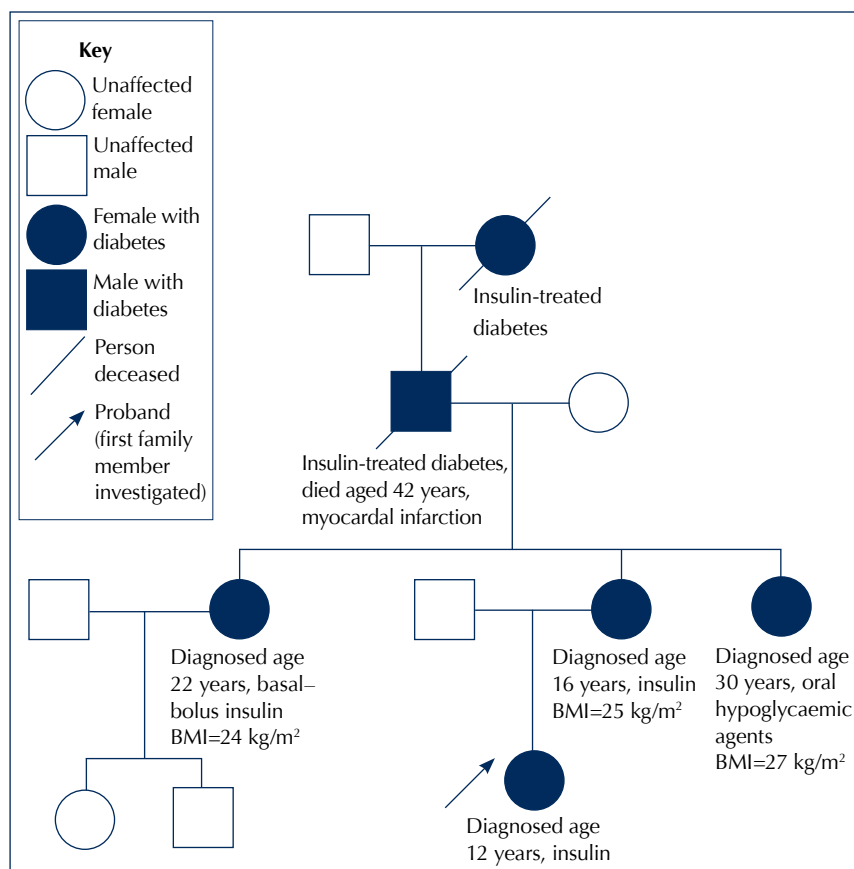 Key
Unaffected
female
Unaffected
male
Female with
diabetes
Male with
diabetes
Person
deceased
Proband
(first family
member
investigated)
Insulin-treated
diabetes
Insulin-treated diabetes,
died aged 42 years,
myocardal infarction
Diagnosed age
22 years, basal–
bolus insulin
BMI=24 kg/m²
Diagnosed age
16 years, insulin
BMI=25 kg/m²
Diagnosed age
30 years, oral
hypoglycaemic
agents
BMI=27 kg/m²
Diagnosed age
12 years, insulin